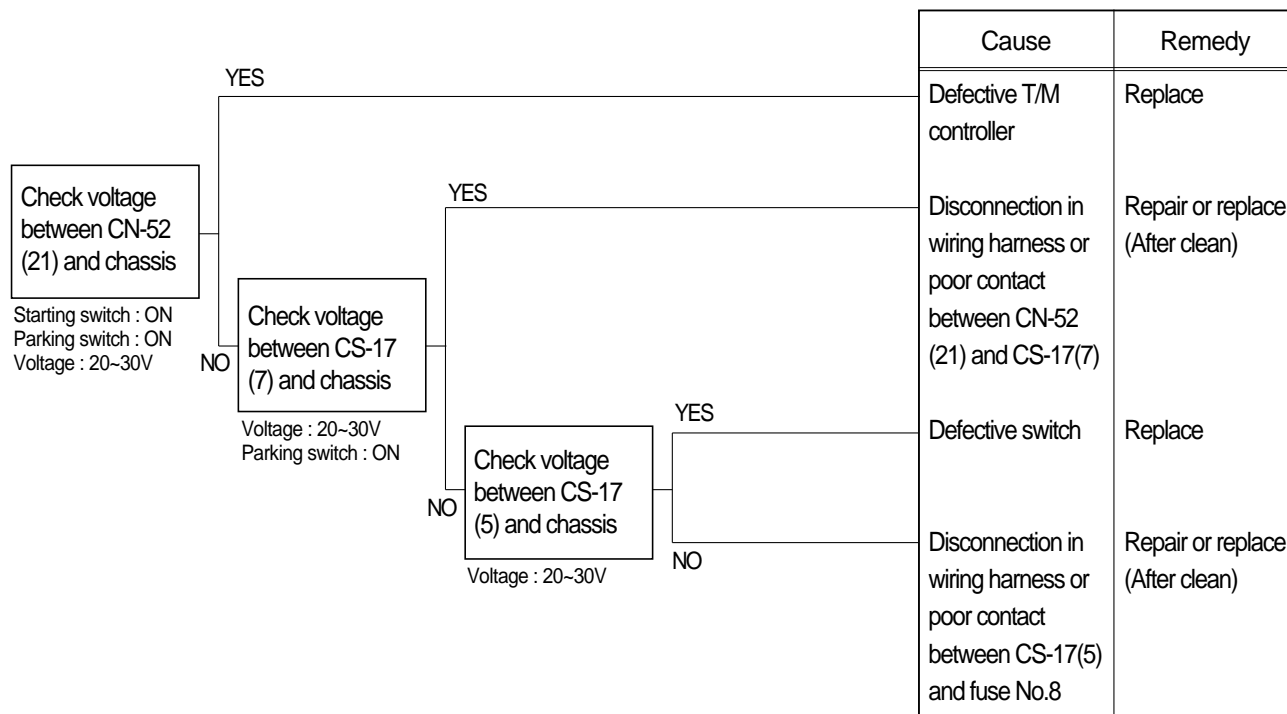 Cause
Remedy
YES
Defective T/M
controller
Replace
Check voltage
between CN-52
(21) and chassis
Starting switch : ON
Parking switch : ON
Voltage : 20~30V
YES
Disconnection in
wiring harness or
poor contact
between CN-52
(21) and CS-17(7)
Repair or replace
(After clean)
NO
Check voltage
between CS-17
(7) and chassis
Voltage : 20~30V
Parking switch : ON
YES
Defective switch
Replace
NO
Check voltage
between CS-17
(5) and chassis
Voltage : 20~30V
NO
Disconnection in
wiring harness or
poor contact
between CS-17(5)
and fuse No.8
Repair or replace
(After clean)